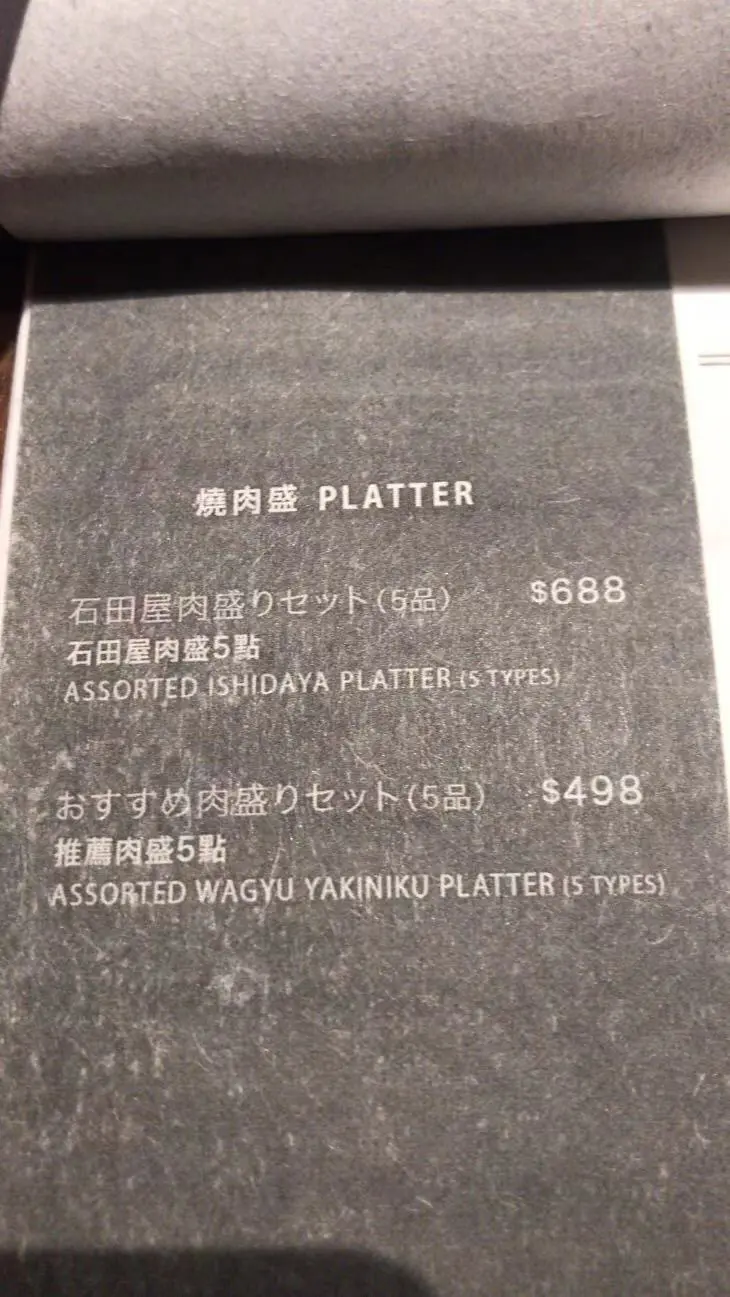 燒肉盛 PLATTER
石田屋肉盛りセット(5品) $688
石田屋肉盛5點
ASSORTED ISHIDAYA PLATTER (5 TYPES)
おすすめ肉盛りセット(5品) $498
推薦肉盛5點
ASSORTED WAGYU YAKINIKU PLATTER (5 TYPES)